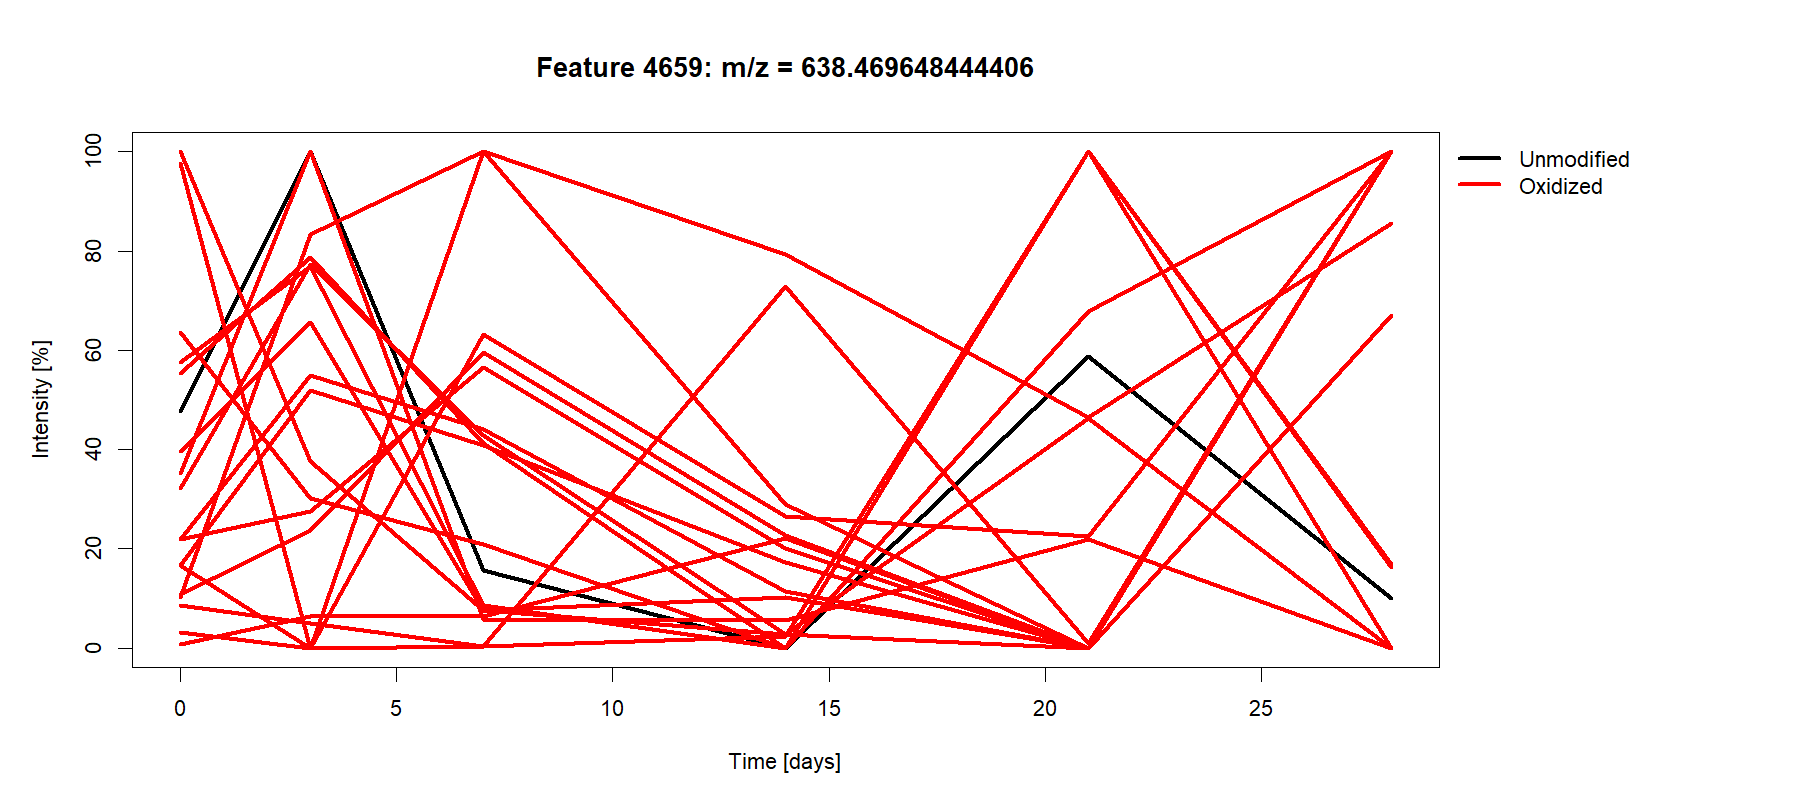 Feature 4659: m/z = 638.469648444406
Unmodified
Oxidized
Intensity [%]
100
80
60
40
20
0
0 5 10 15 20 25
Time [days]